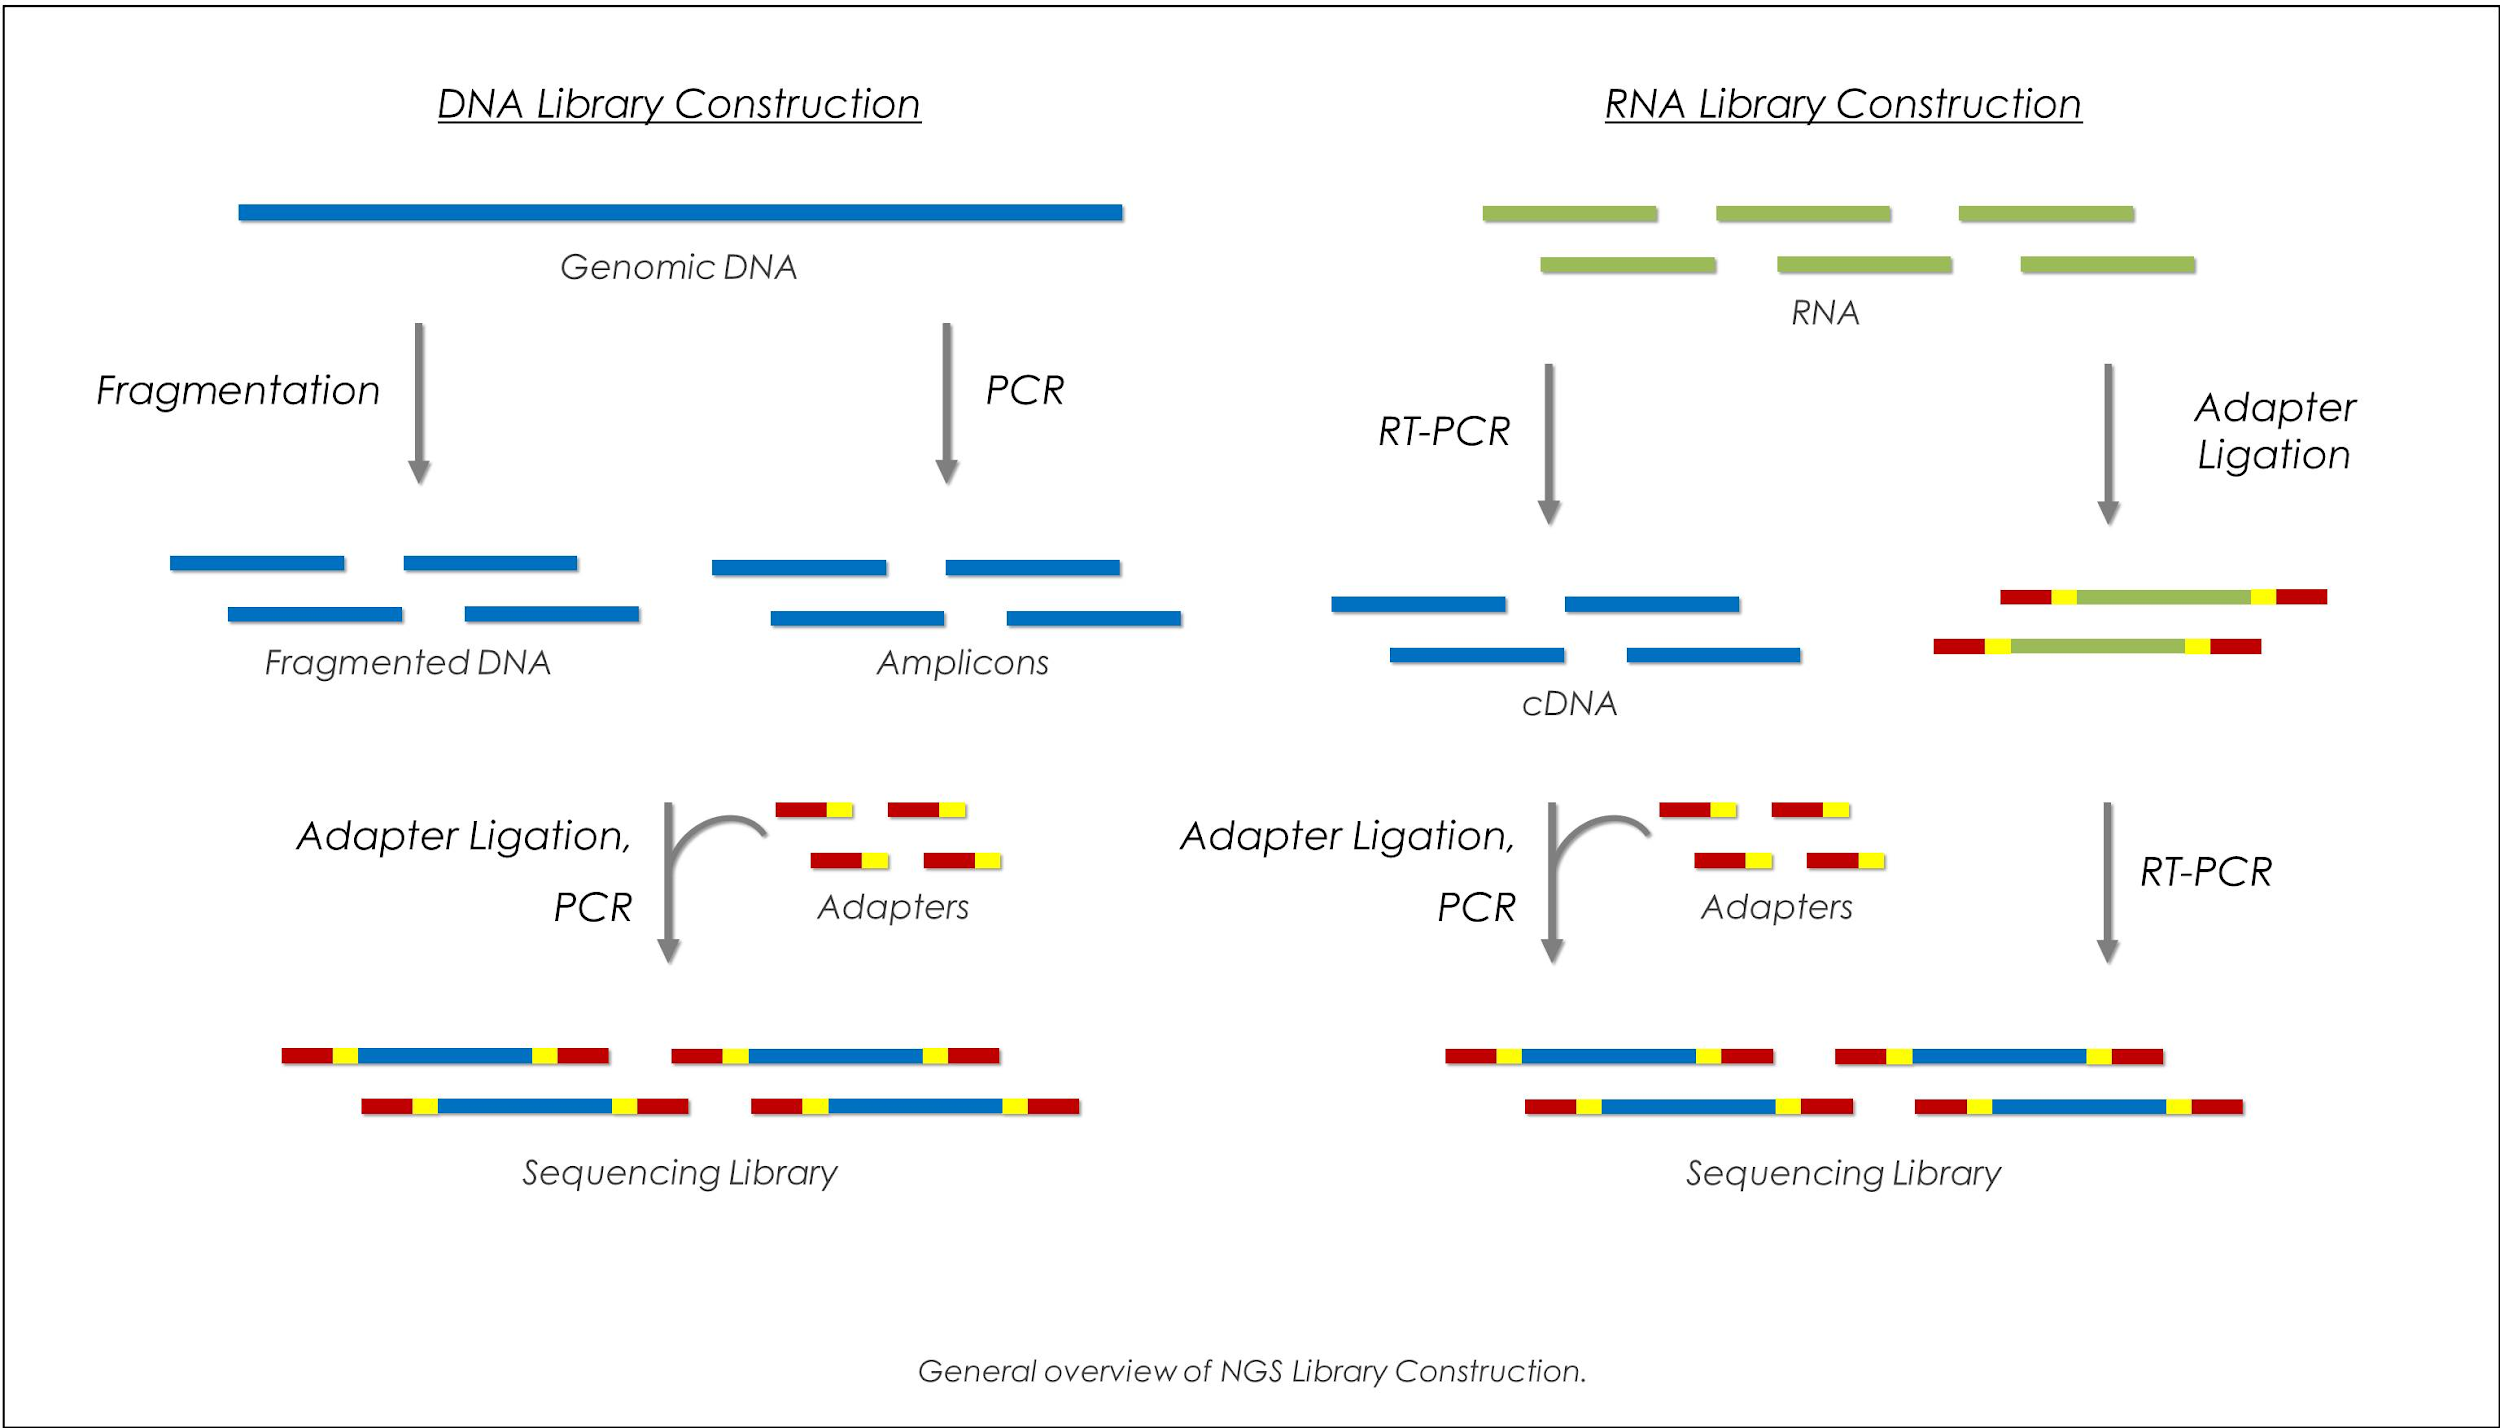 DNA Library Construction
Genomic DNA
Fragmentation
PCR
Fragmented DNA
Amplicons
Adapter Ligation,
PCR
Adapters
Sequencing Library
RNA Library Construction
RNA
RT-PCR
Adapter
Ligation
cDNA
Adapter Ligation,
PCR
Adapters
RT-PCR
Sequencing Library
General overview of NGS Library Construction.